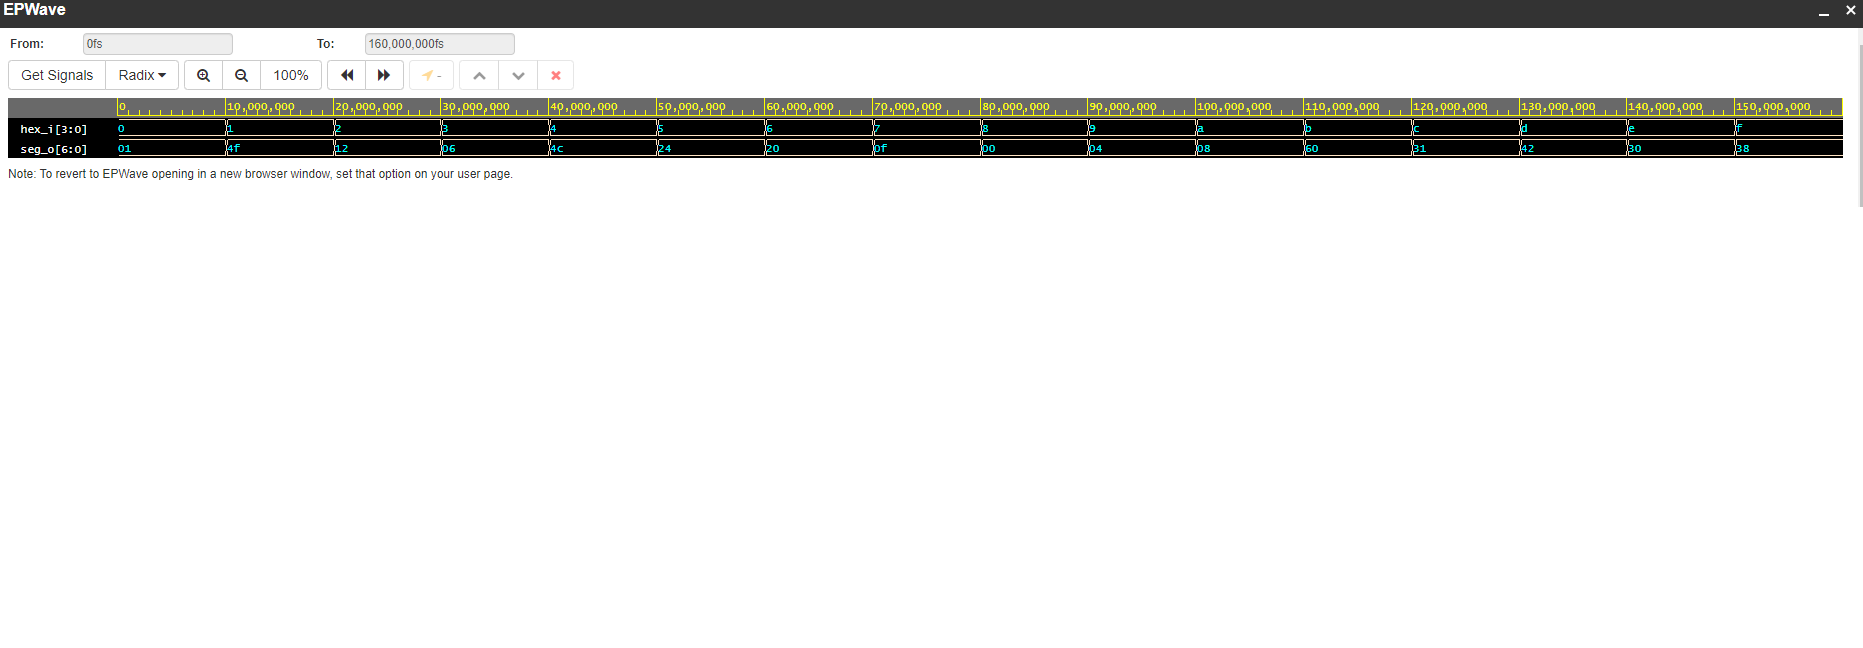 EPWave
From: 0fs To: 160,000,000fs
Get Signals Radix 100% -
0 10,000,000 20,000,000 30,000,000 40,000,000 50,000,000 60,000,000 70,000,000 80,000,000 90,000,000 100,000,000 110,000,000 120,000,000 130,000,000 140,000,000 150,000,000
hex_i[3:0] 0 1 2 3 4 5 6 7 8 9 a b c d e f
seg_o[6:0] 01 4f 12 06 4c 24 20 0f 00 04 08 60 31 42 30 38
Note: To revert to EPWave opening in a new browser window, set that option on your user page.